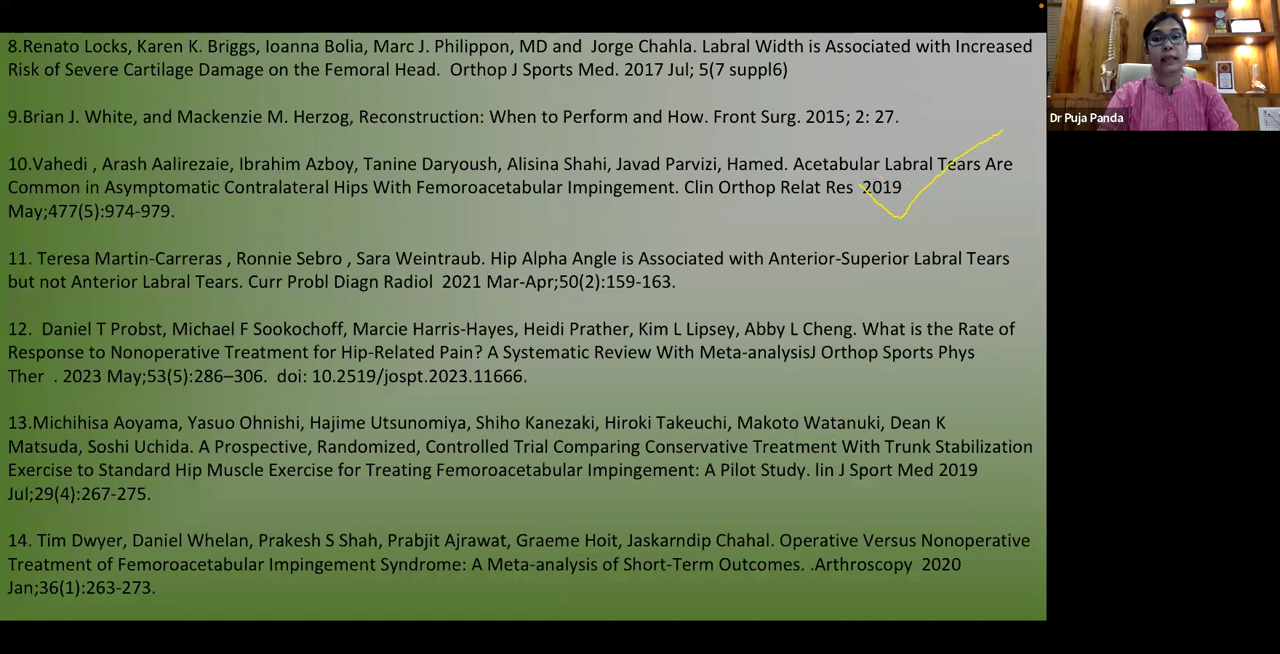 8.Renato Locks, Karen K. Briggs, Ioanna Bolia, Marc J. Philippon, MD and  Jorge Chahla. Labral Width is Associated with Increased
Risk of Severe Cartilage Damage on the Femoral Head.  Orthop J Sports Med. 2017 Jul; 5(7 suppl6)
9.Brian J. White, and Mackenzie M. Herzog, Reconstruction: When to Perform and How. Front Surg. 2015; 2: 27.
10.Vahedi , Arash Aalirezaie, Ibrahim Azboy, Tanine Daryoush, Alisina Shahi, Javad Parvizi, Hamed. Acetabular Labral Tears Are
Common in Asymptomatic Contralateral Hips With Femoroacetabular Impingement. Clin Orthop Relat Res  2019
May;477(5):974-979.
11. Teresa Martin-Carreras , Ronnie Sebro , Sara Weintraub. Hip Alpha Angle is Associated with Anterior-Superior Labral Tears
but not Anterior Labral Tears. Curr Probl Diagn Radiol  2021 Mar-Apr;50(2):159-163.
12.  Daniel T Probst, Michael F Sookochoff, Marcie Harris-Hayes, Heidi Prather, Kim L Lipsey, Abby L Cheng. What is the Rate of
Response to Nonoperative Treatment for Hip-Related Pain? A Systematic Review With Meta-analysisJ Orthop Sports Phys
Ther  . 2023 May;53(5):286–306.  doi: 10.2519/jospt.2023.11666.
13.Michihisa Aoyama, Yasuo Ohnishi, Hajime Utsunomiya, Shiho Kanezaki, Hiroki Takeuchi, Makoto Watanuki, Dean K
Matsuda, Soshi Uchida. A Prospective, Randomized, Controlled Trial Comparing Conservative Treatment With Trunk Stabilization
Exercise to Standard Hip Muscle Exercise for Treating Femoroacetabular Impingement: A Pilot Study. lin J Sport Med 2019
Jul;29(4):267-275.
14. Tim Dwyer, Daniel Whelan, Prakesh S Shah, Prabjit Ajrawat, Graeme Hoit, Jaskarndip Chahal. Operative Versus Nonoperative
Treatment of Femoroacetabular Impingement Syndrome: A Meta-analysis of Short-Term Outcomes. .Arthroscopy  2020
Jan;36(1):263-273.
Dr Puja Panda